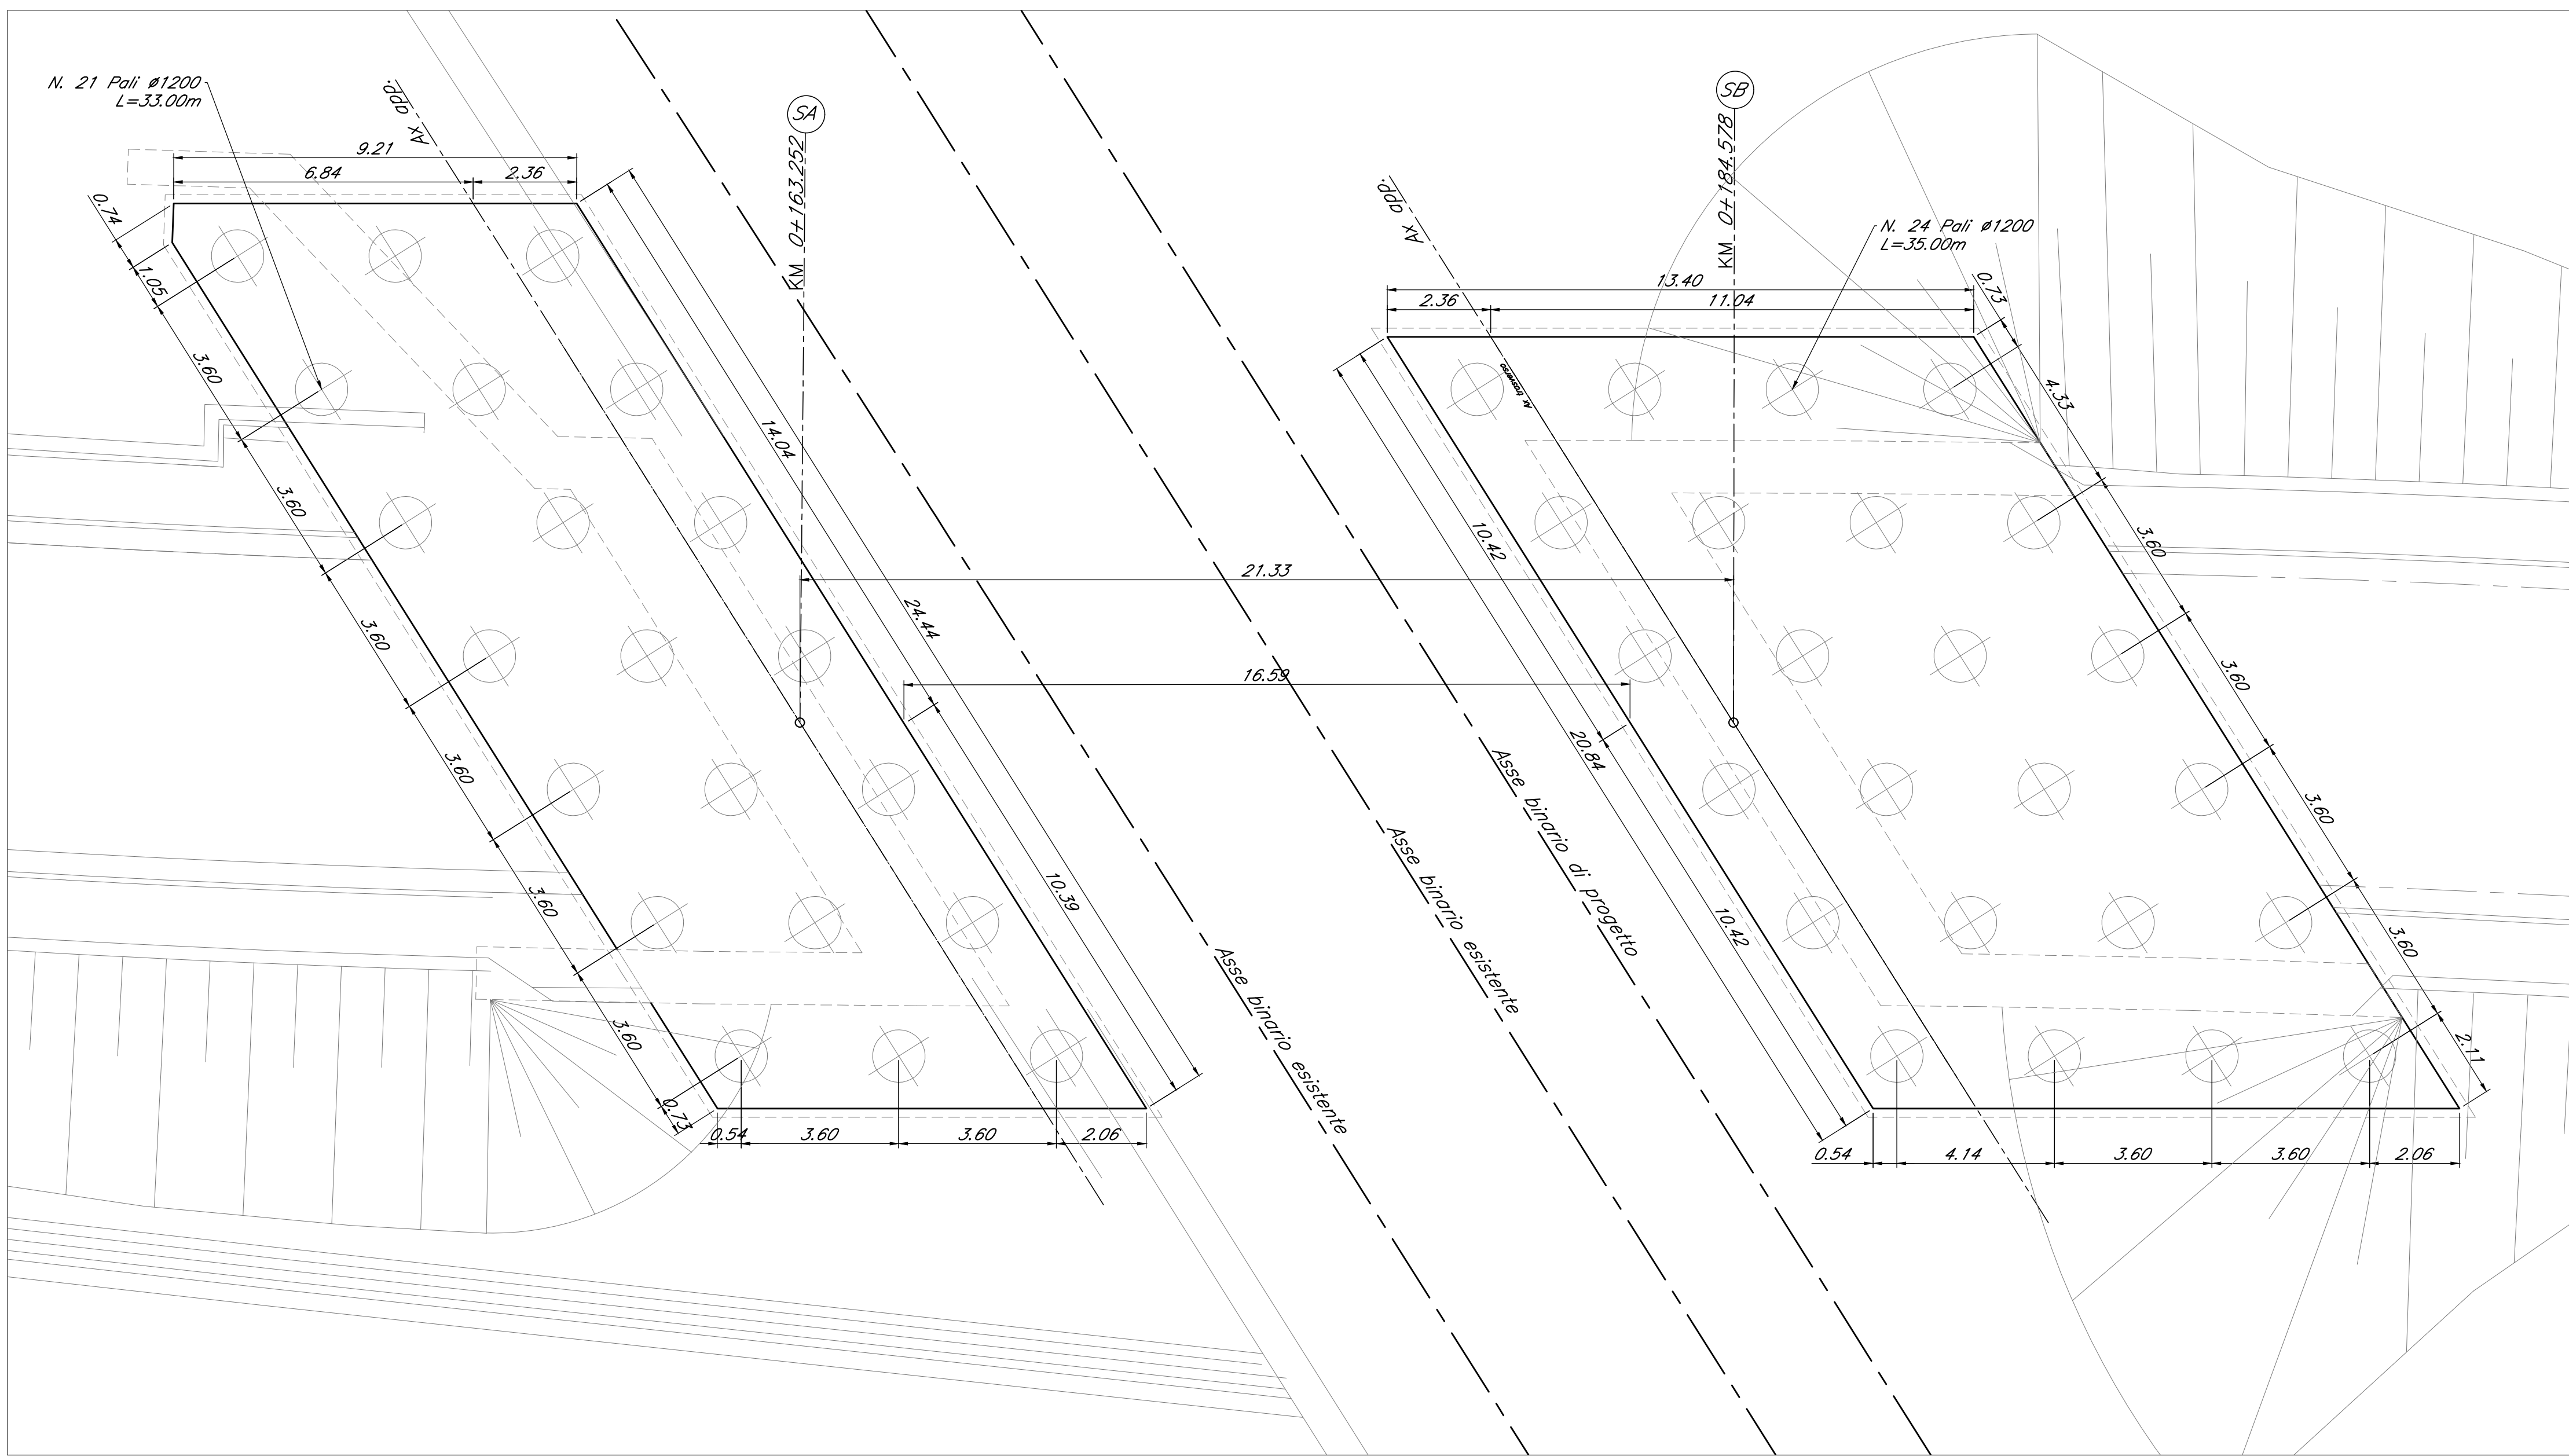 N. 21 Pali ø1200
L=33.00m
Ax app.
SA
KM 0+163.252
9.21
6.84
2.36
0.74
1.05
3.60
3.60
3.60
3.60
3.60
3.60
0.73
0.54
3.60
3.60
2.06
14.04
24.44
10.39
21.33
16.59
Asse binario esistente
Asse binario esistente
Asse binario di progetto
Ax app.
SB
KM 0+184.578
N. 24 Pali ø1200
L=35.00m
13.40
2.36
11.04
Ax trasverso
0.73
4.33
3.60
3.60
3.60
3.60
2.11
10.42
20.84
10.42
0.54
4.14
3.60
3.60
2.06